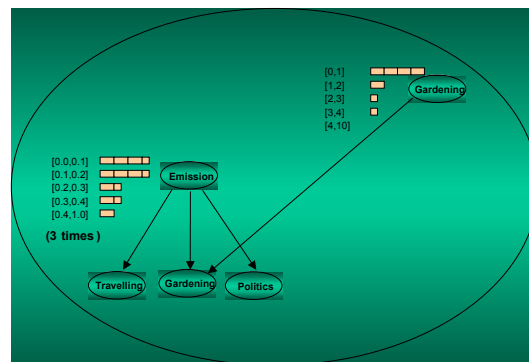 [0,1]
[1,2]
[2,3]
[3,4]
[4,10]
Gardening
[0.0,0.1]
[0.1,0.2]
[0.2,0.3]
[0.3,0.4]
[0.4,1.0]
Emission
(3 times )
Travelling
Gardening
Politics